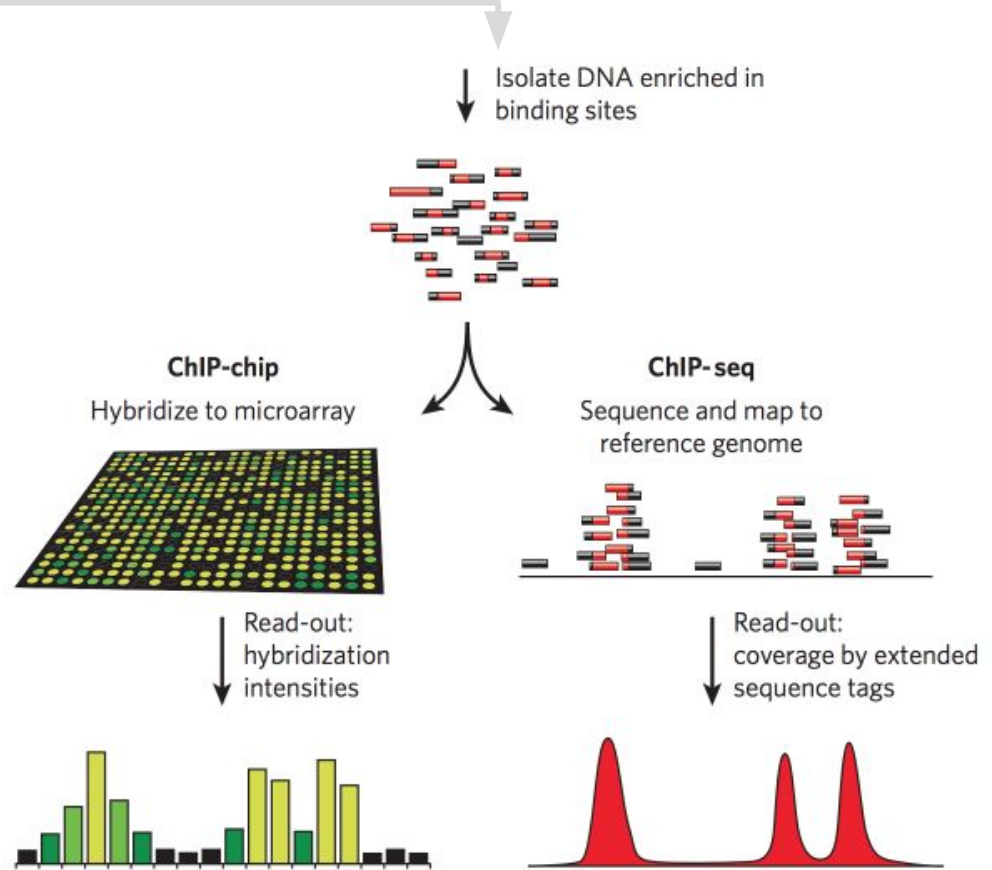 Isolate DNA enriched in
binding sites
ChIP-chip
Hybridize to microarray
ChIP-seq
Sequence and map to
reference genome
Read-out:
hybridization
intensities
Read-out:
coverage by extended
sequence tags